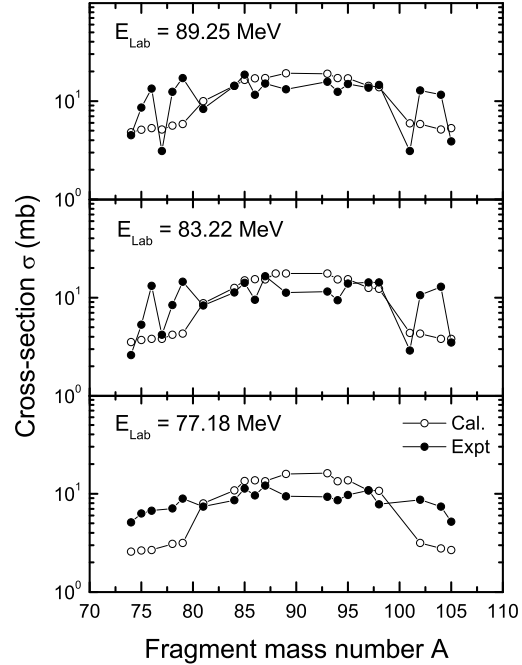 E_Lab = 89.25 MeV
10^1
10^0
E_Lab = 83.22 MeV
10^1
10^0
Cross-section σ (mb)
E_Lab = 77.18 MeV
Cal.
Expt
10^1
10^0
70 75 80 85 90 95 100 105 110
Fragment mass number A